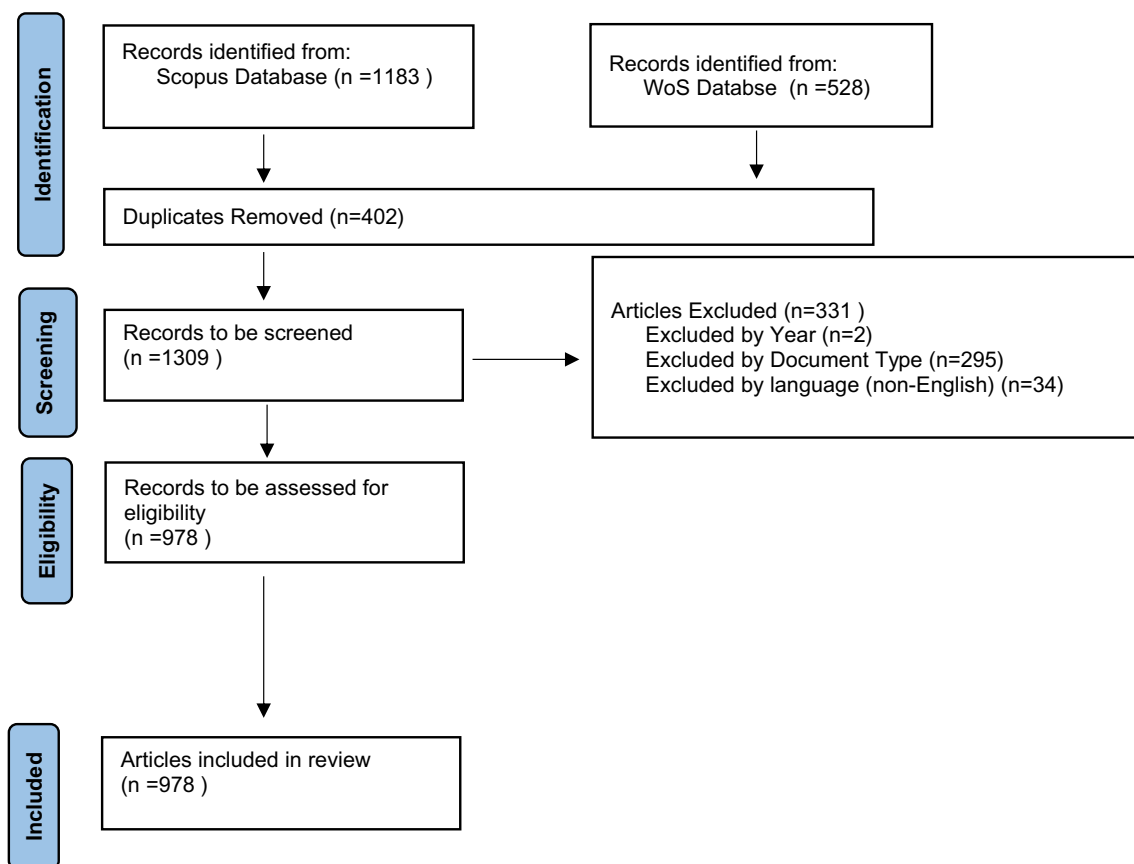 Identification
Records identified from:
Scopus Database (n =1183 )
Records identified from:
WoS Databse (n =528)
Duplicates Removed (n=402)
Screening
Records to be screened
(n =1309 )
Articles Excluded (n=331 )
Excluded by Year (n=2)
Excluded by Document Type (n=295)
Excluded by language (non-English) (n=34)
Eligibility
Records to be assessed for
eligibility
(n =978 )
Included
Articles included in review
(n =978 )